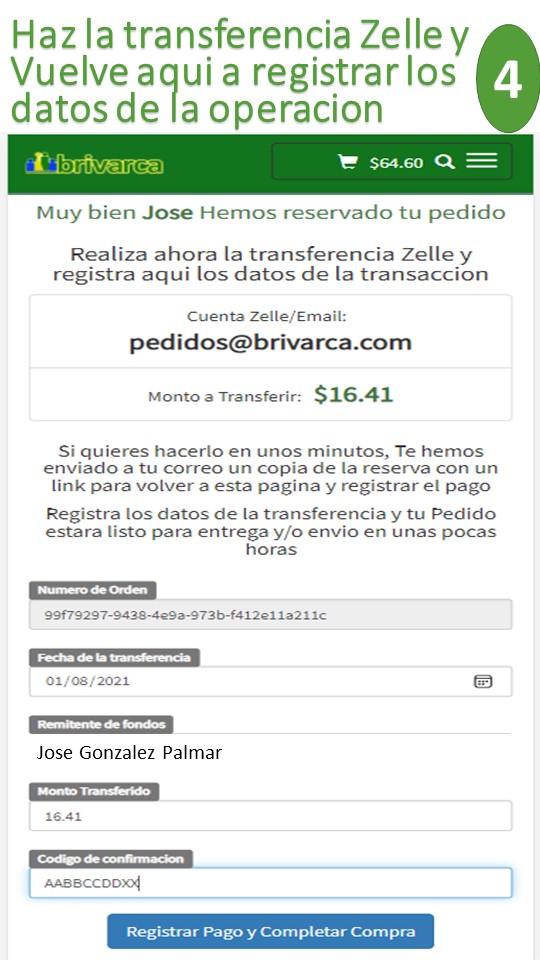 Haz la transferencia Zelle y
Vuelve aqui a registrar los
datos de la operacion
4
brivarca
$64.60
Muy bien Jose Hemos reservado tu pedido
Realiza ahora la transferencia Zelle y
registra aqui los datos de la transaccion
Cuenta Zelle/Email:
pedidos@brivarca.com
Monto a Transferir: $16.41
Si quieres hacerlo en unos minutos, Te hemos
enviado a tu correo un copia de la reserva con un
link para volver a esta pagina y registrar el pago
Registra los datos de la transferencia y tu Pedido
estara listo para entrega y/o envio en unas pocas
horas
Numero de Orden
99f79297-9438-4e9a-973b-f412e11a211c
Fecha de la transferencia
01/08/2021
Remitente de fondos
Jose Gonzalez Palmar
Monto Transferido
16.41
Codigo de confirmacion
AABBCCDDXX
Registrar Pago y Completar Compra